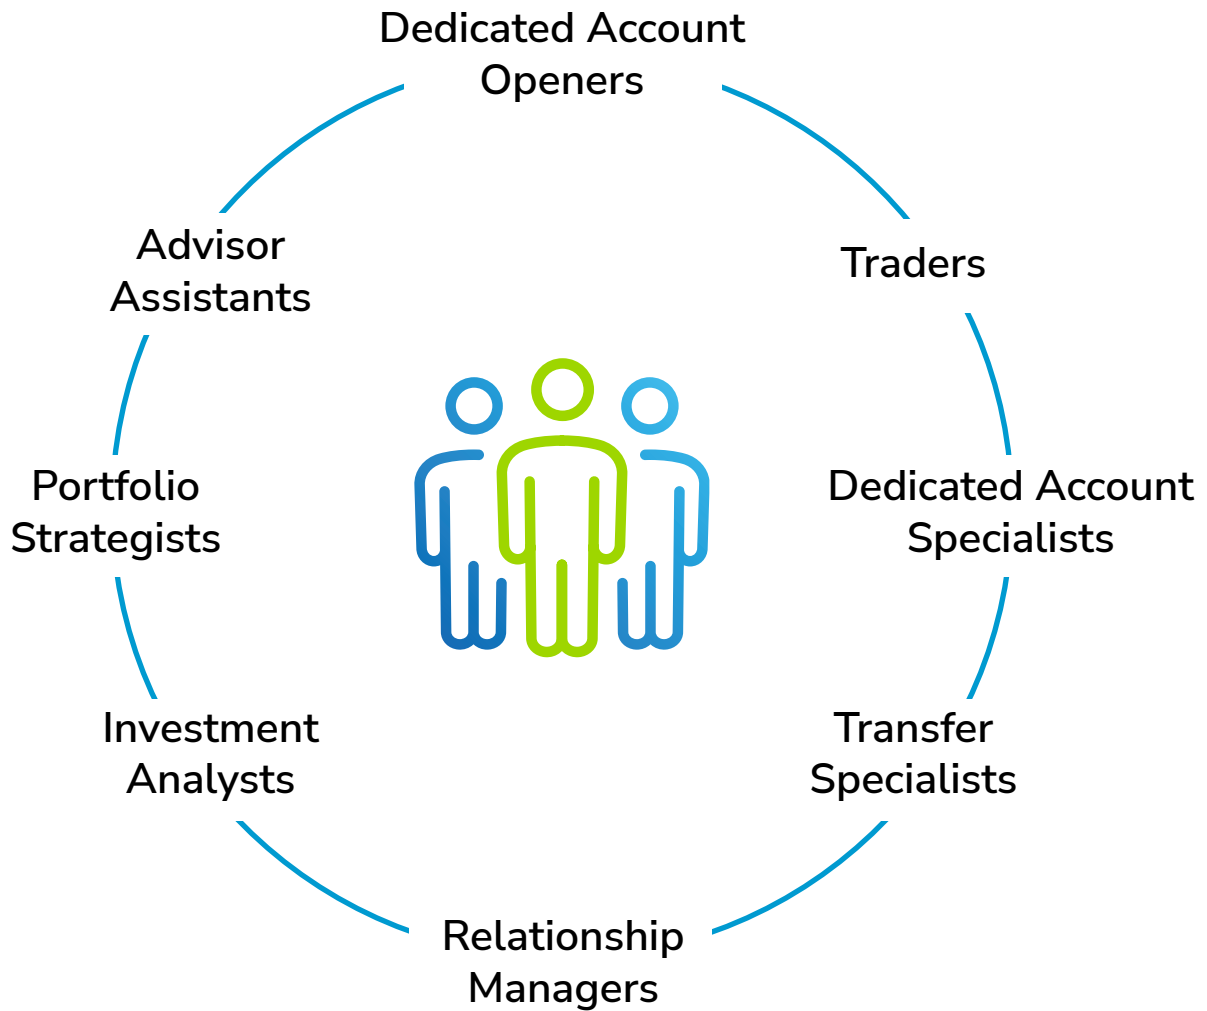 Dedicated Account
Openers
Traders
Dedicated Account
Specialists
Transfer
Specialists
Relationship
Managers
Investment
Analysts
Portfolio
Strategists
Advisor
Assistants